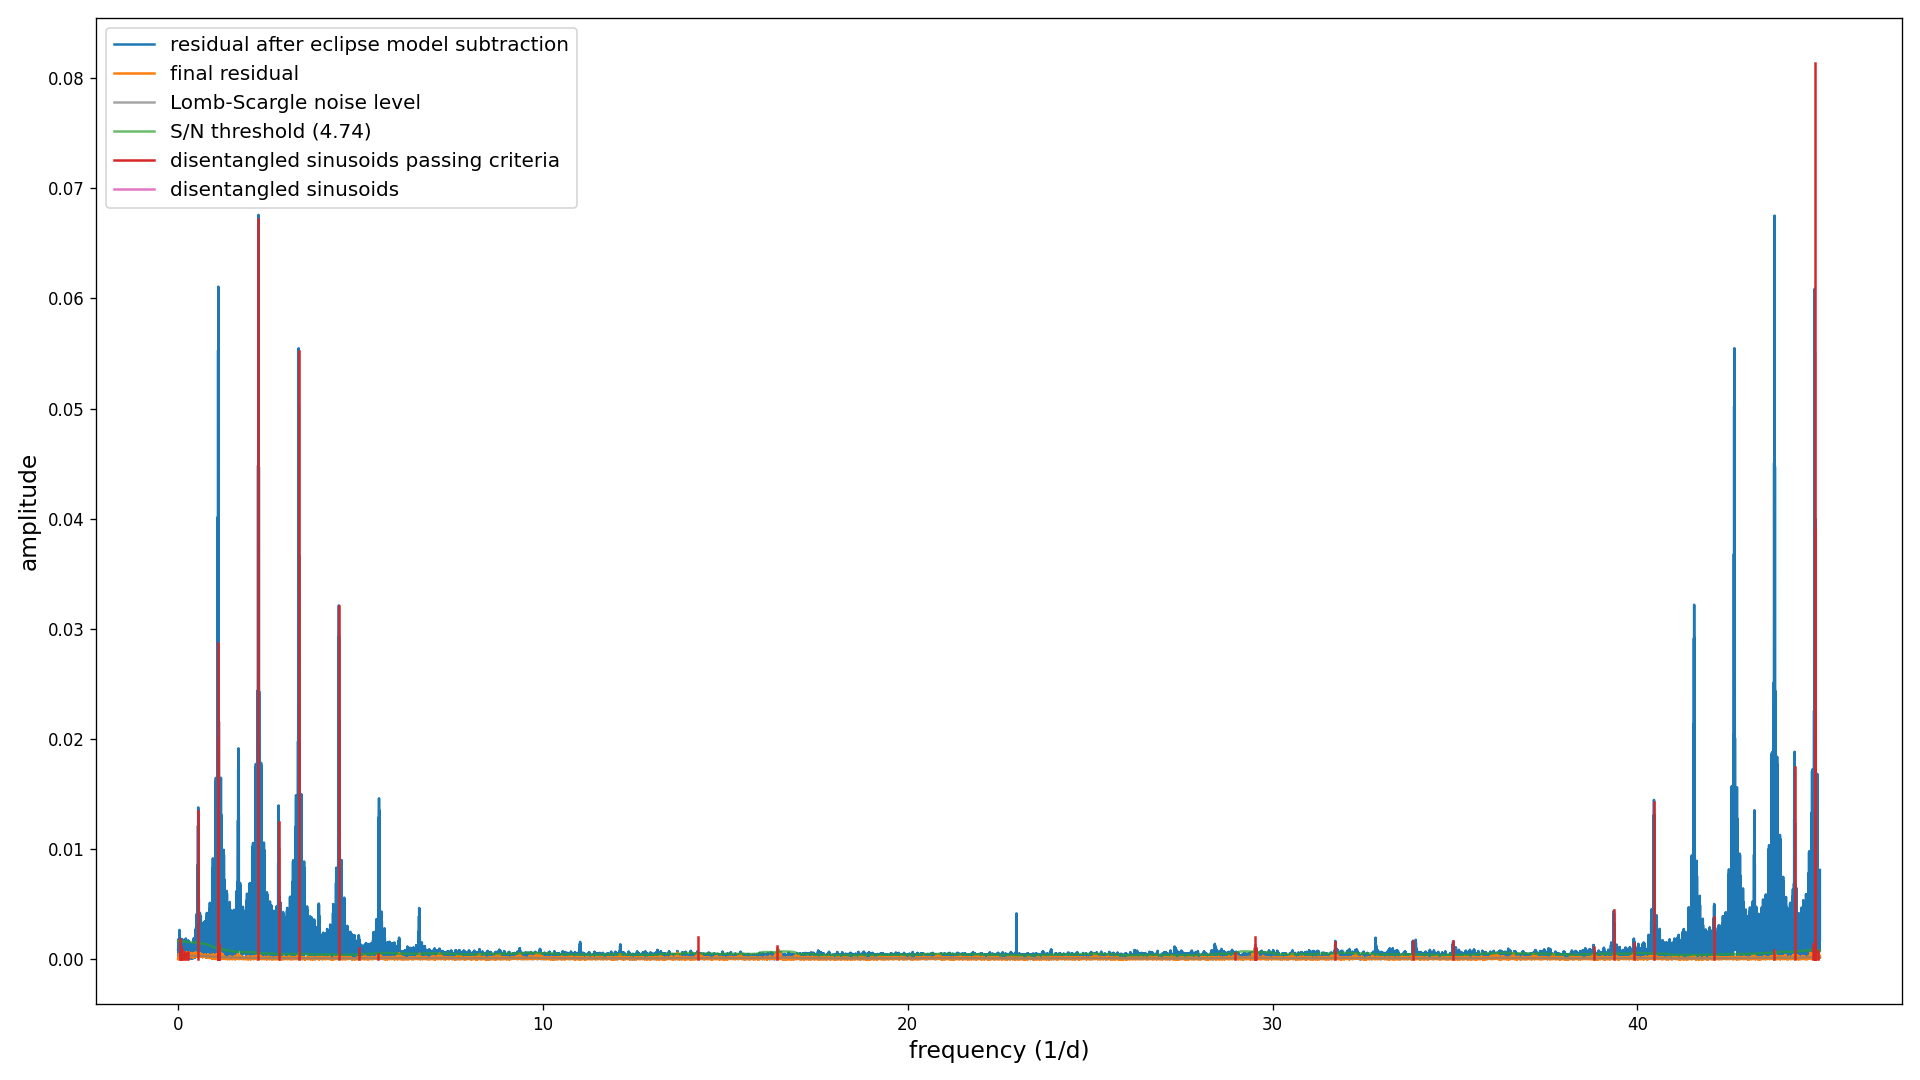 residual after eclipse model subtraction
final residual
Lomb-Scargle noise level
S/N threshold (4.74)
disentangled sinusoids passing criteria
disentangled sinusoids
0.08
0.07
0.06
0.05
0.04
0.03
0.02
0.01
0.00
amplitude
0 10 20 30 40
frequency (1/d)